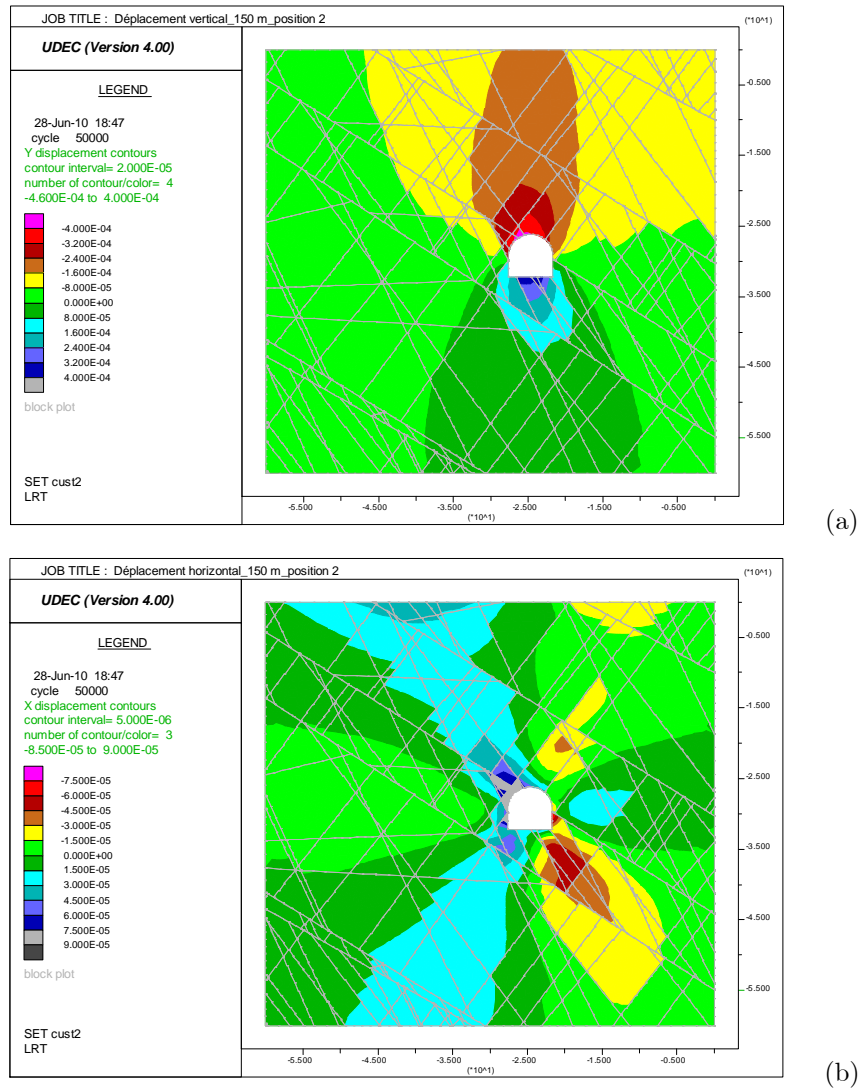 JOB TITLE : Déplacement vertical_150 m_position 2
(*10^1)
UDEC (Version 4.00)
LEGEND
28-Jun-10 18:47
cycle 50000
Y displacement contours
contour interval= 2.000E-05
number of contour/color= 4
-4.600E-04 to 4.000E-04
-4.000E-04
-3.200E-04
-2.400E-04
-1.600E-04
-8.000E-05
0.000E+00
8.000E-05
1.600E-04
2.400E-04
3.200E-04
4.000E-04
block plot
SET cust2
LRT
-0.500
-1.500
-2.500
-3.500
-4.500
-5.500
-5.500 -4.500 -3.500 -2.500 -1.500 -0.500
(*10^1)
(a)
JOB TITLE : Déplacement horizontal_150 m_position 2
(*10^1)
UDEC (Version 4.00)
LEGEND
28-Jun-10 18:47
cycle 50000
X displacement contours
contour interval= 5.000E-06
number of contour/color= 3
-8.500E-05 to 9.000E-05
-7.500E-05
-6.000E-05
-4.500E-05
-3.000E-05
-1.500E-05
0.000E+00
1.500E-05
3.000E-05
4.500E-05
6.000E-05
7.500E-05
9.000E-05
block plot
SET cust2
LRT
-0.500
-1.500
-2.500
-3.500
-4.500
-5.500
-5.500 -4.500 -3.500 -2.500 -1.500 -0.500
(*10^1)
(b)